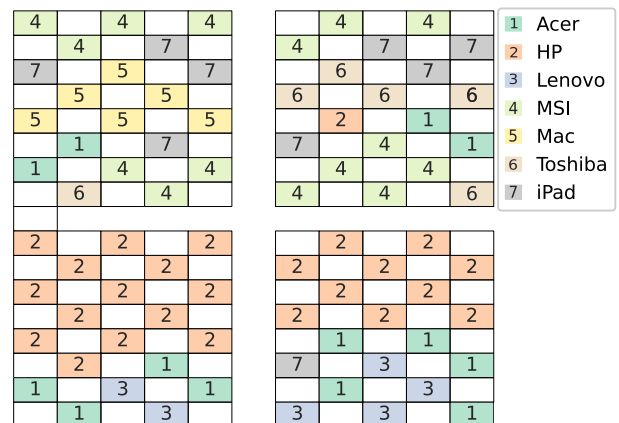 4 4 4 4 4 1 Acer
4 7 4 7 7 2 HP
7 5 7 6 7 3 Lenovo
5 5 6 6 6 4 MSI
5 5 5 2 1 5 Mac
1 7 7 4 1 6 Toshiba
1 4 4 4 4 7 iPad
6 4 4 4 6
2 2 2 2 2
2 2 2 2 2
2 2 2 2 2
2 2 2 2 2
2 2 2 1 1
2 1 7 3 1
1 3 1 1 3
1 3 3 3 1